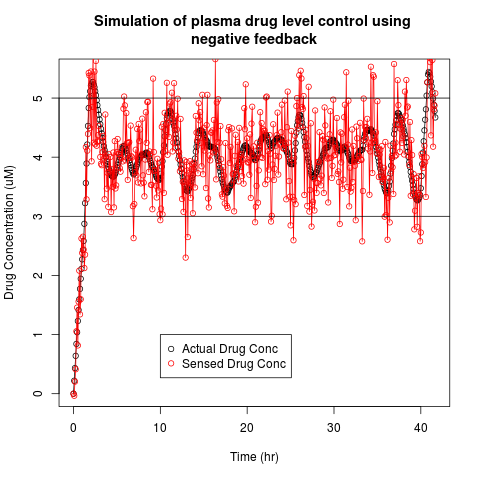 Simulation of plasma drug level control using
negative feedback
Drug Concentration (uM)
5
4
3
2
1
0
Actual Drug Conc
Sensed Drug Conc
0 10 20 30 40
Time (hr)